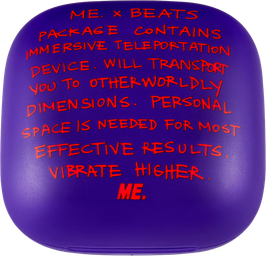 ME. x BEATS
PACKAGE CONTAINS
IMMERSIVE TELEPORTATION
DEVICE. WILL TRANSPORT
YOU TO OTHERWORLDLY
DIMENSIONS. PERSONAL
SPACE IS NEEDED FOR MOST
EFFECTIVE RESULTS.
VIBRATE HIGHER
ME.